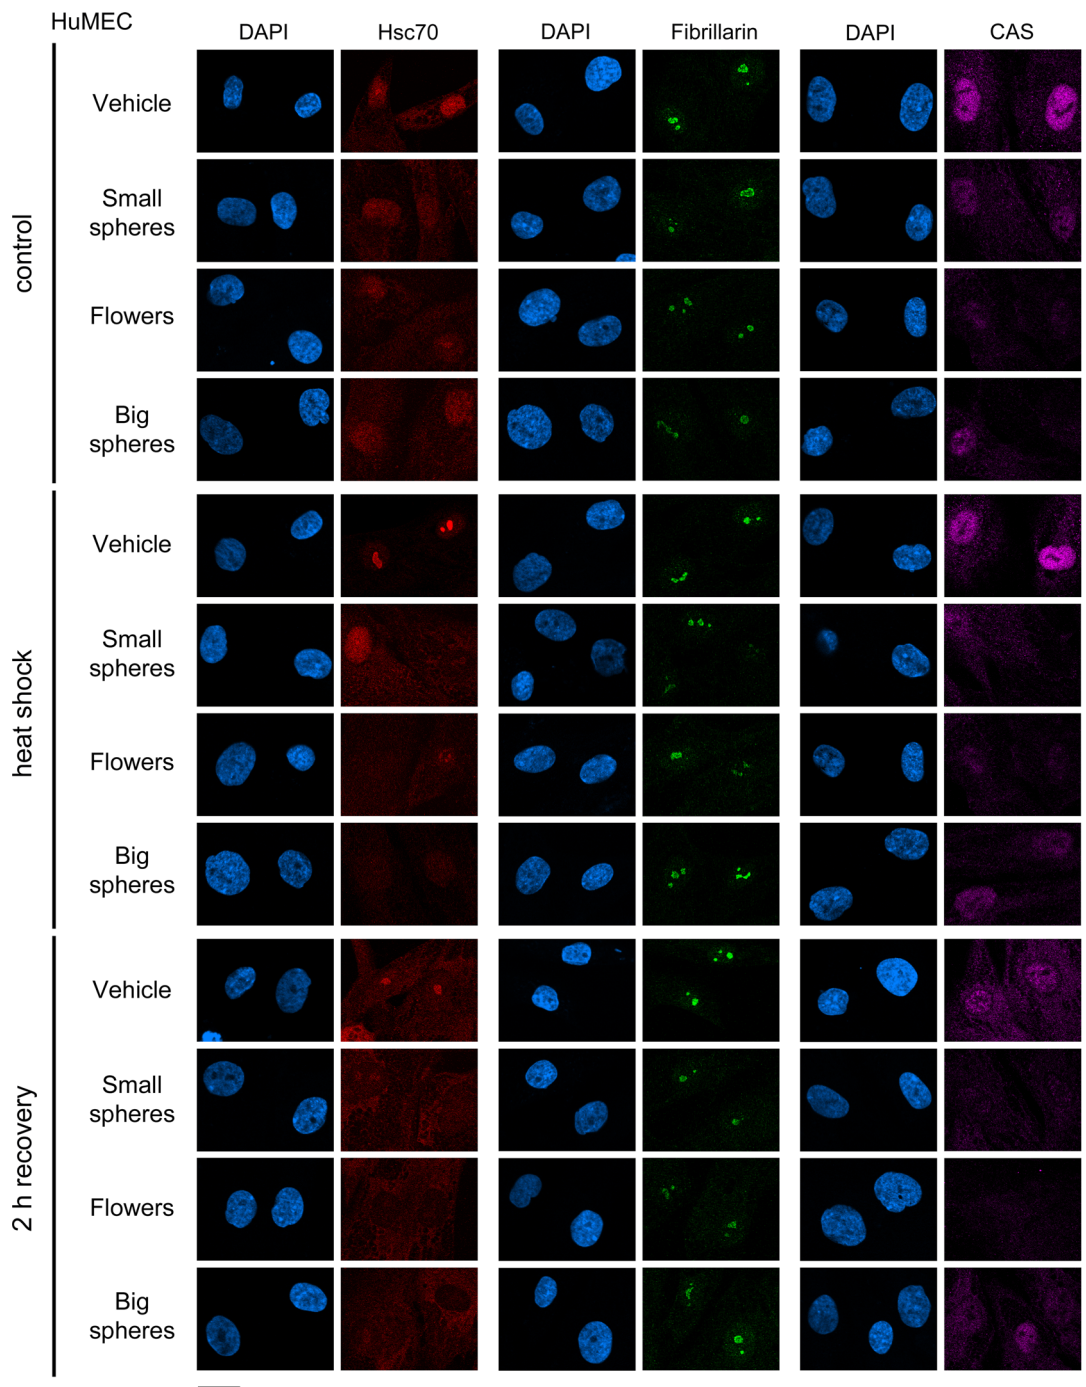 HuMEC
DAPI Hsc70 DAPI Fibrillarin DAPI CAS
control
Vehicle
Small
spheres
Flowers
Big
spheres
heat shock
Vehicle
Small
spheres
Flowers
Big
spheres
2 h recovery
Vehicle
Small
spheres
Flowers
Big
spheres